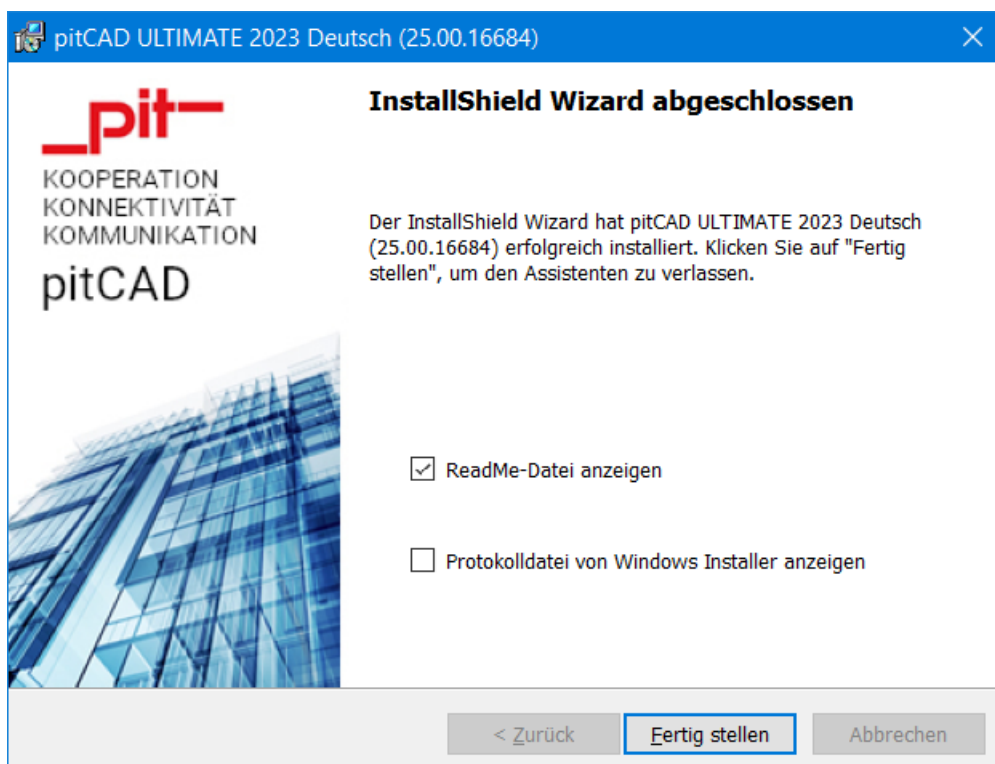 pitCAD ULTIMATE 2023 Deutsch (25.00.16684)
_pit–
KOOPERATION
KONNEKTIVITÄT
KOMMUNIKATION
pitCAD
InstallShield Wizard abgeschlossen
Der InstallShield Wizard hat pitCAD ULTIMATE 2023 Deutsch
(25.00.16684) erfolgreich installiert. Klicken Sie auf "Fertig
stellen", um den Assistenten zu verlassen.
ReadMe-Datei anzeigen
Protokolldatei von Windows Installer anzeigen
< Zurück
Fertig stellen
Abbrechen